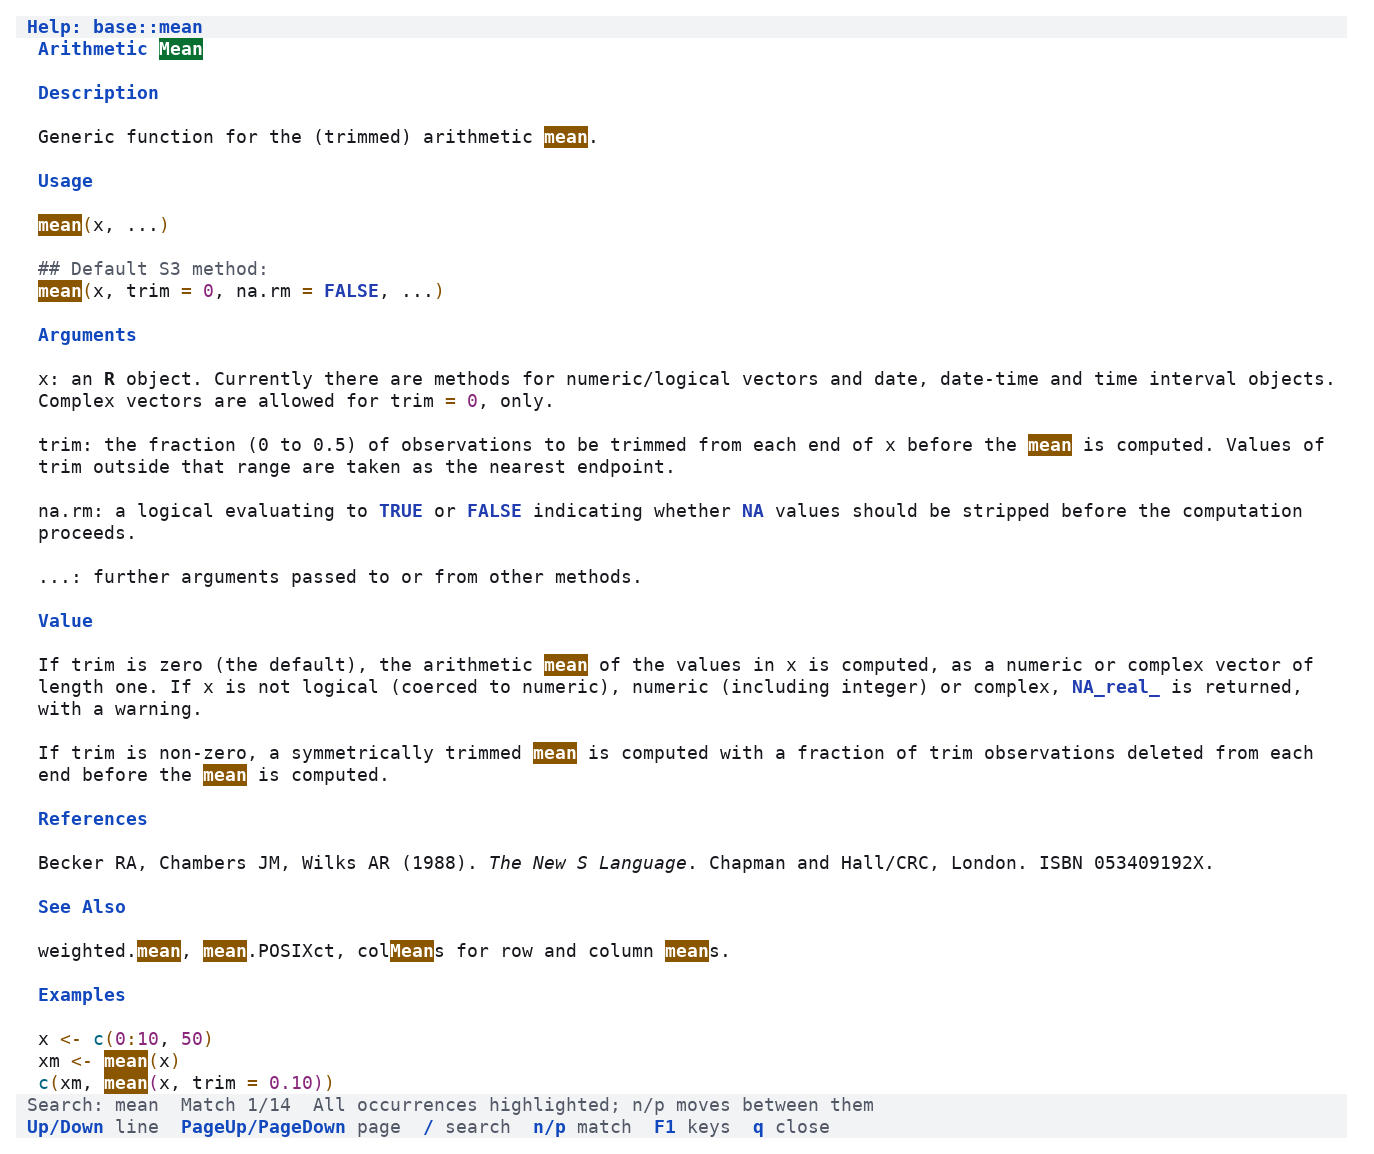 Help: base::mean
Arithmetic Mean
Description
Generic function for the (trimmed) arithmetic mean.
Usage
mean(x, ...)
## Default S3 method:
mean(x, trim = 0, na.rm = FALSE, ...)
Arguments
x: an R object. Currently there are methods for numeric/logical vectors and date, date-time and time interval objects.
Complex vectors are allowed for trim = 0, only.
trim: the fraction (0 to 0.5) of observations to be trimmed from each end of x before the mean is computed. Values of
trim outside that range are taken as the nearest endpoint.
na.rm: a logical evaluating to TRUE or FALSE indicating whether NA values should be stripped before the computation
proceeds.
...: further arguments passed to or from other methods.
Value
If trim is zero (the default), the arithmetic mean of the values in x is computed, as a numeric or complex vector of
length one. If x is not logical (coerced to numeric), numeric (including integer) or complex, NA_real_ is returned,
with a warning.
If trim is non-zero, a symmetrically trimmed mean is computed with a fraction of trim observations deleted from each
end before the mean is computed.
References
Becker RA, Chambers JM, Wilks AR (1988). The New S Language. Chapman and Hall/CRC, London. ISBN 053409192X.
See Also
weighted.mean, mean.POSIXct, colMeans for row and column means.
Examples
x <- c(0:10, 50)
xm <- mean(x)
c(xm, mean(x, trim = 0.10))
Search: mean  Match 1/14  All occurrences highlighted; n/p moves between them
Up/Down line  PageUp/PageDown page  / search  n/p match  F1 keys  q close